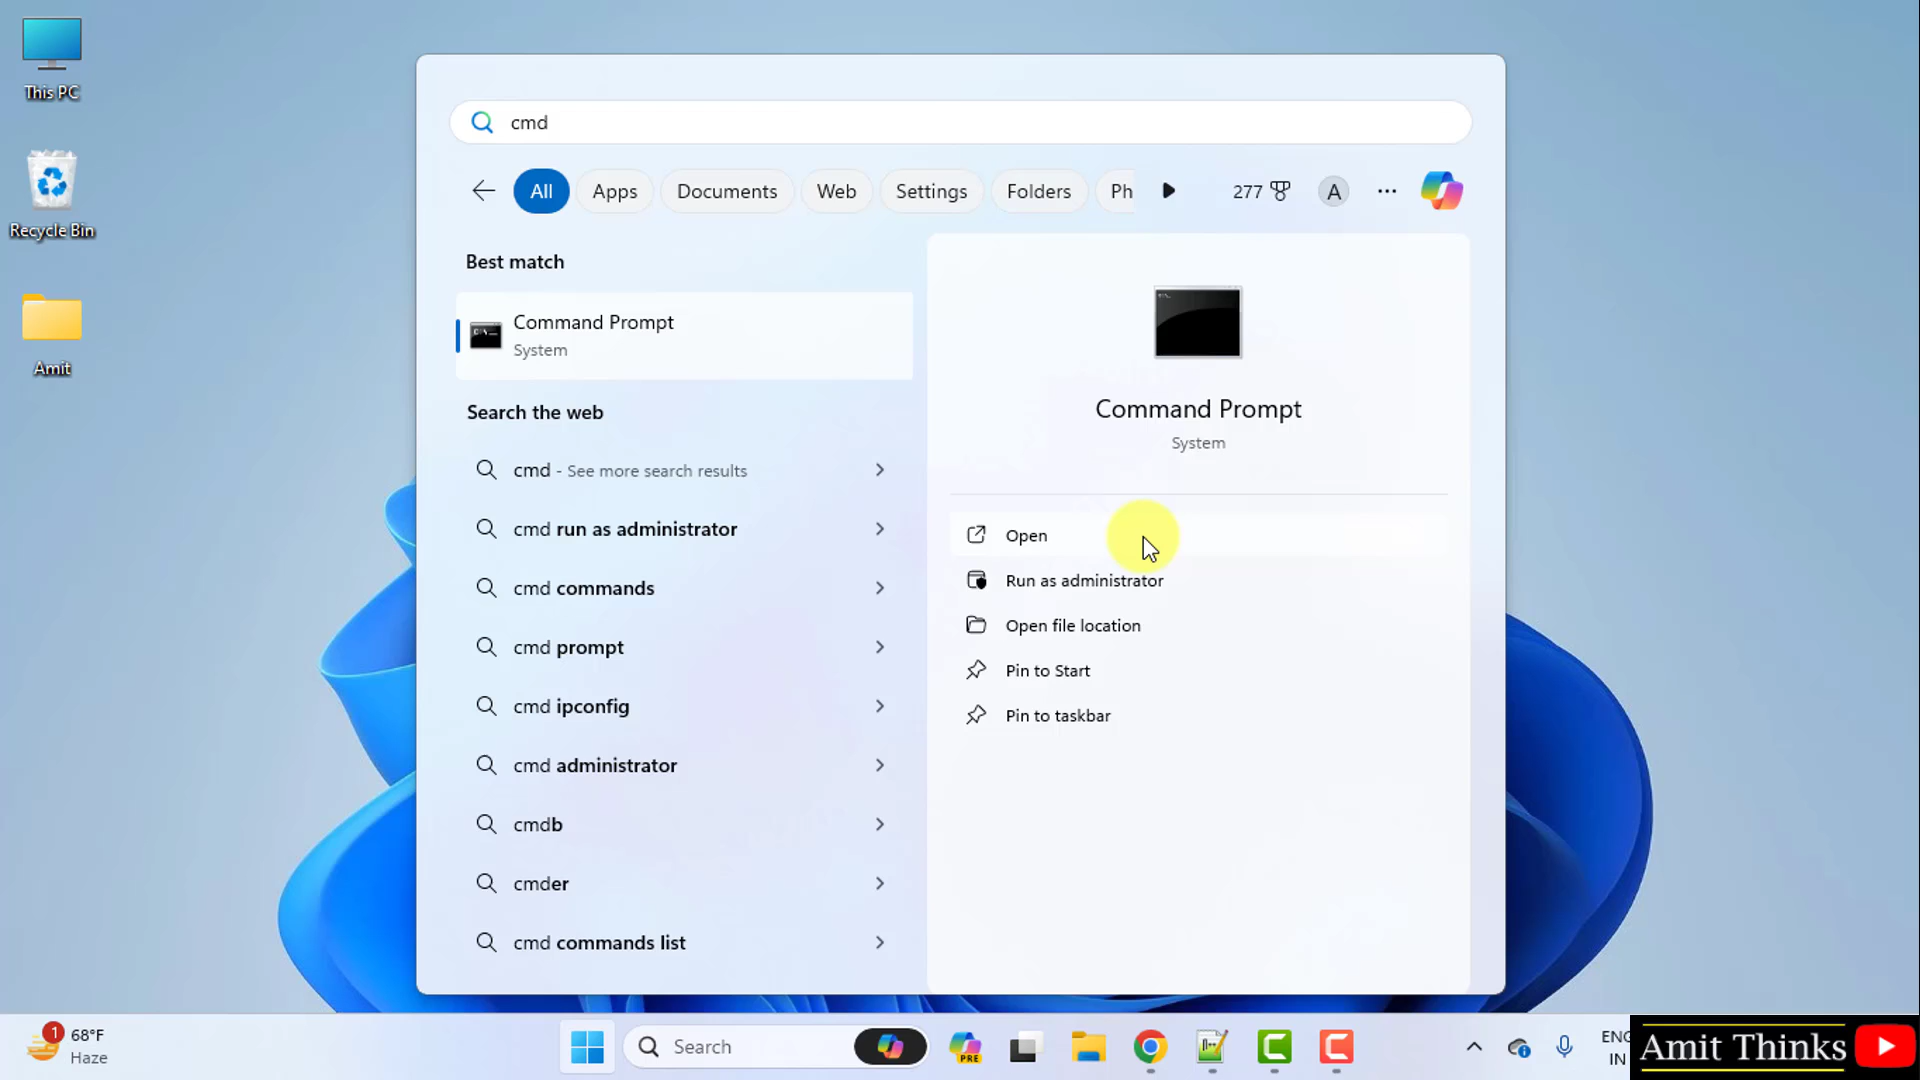 This PC
Recycle Bin
Amit
cmd
All
Apps
Documents
Web
Settings
Folders
Ph
277
A
Best match
Command Prompt
System
Search the web
cmd - See more search results
cmd run as administrator
cmd commands
cmd prompt
cmd ipconfig
cmd administrator
cmdb
cmder
cmd commands list
Command Prompt
System
Open
Run as administrator
Open file location
Pin to Start
Pin to taskbar
1
68°F
Haze
Search
PRE
ENG
IN
Amit Thinks